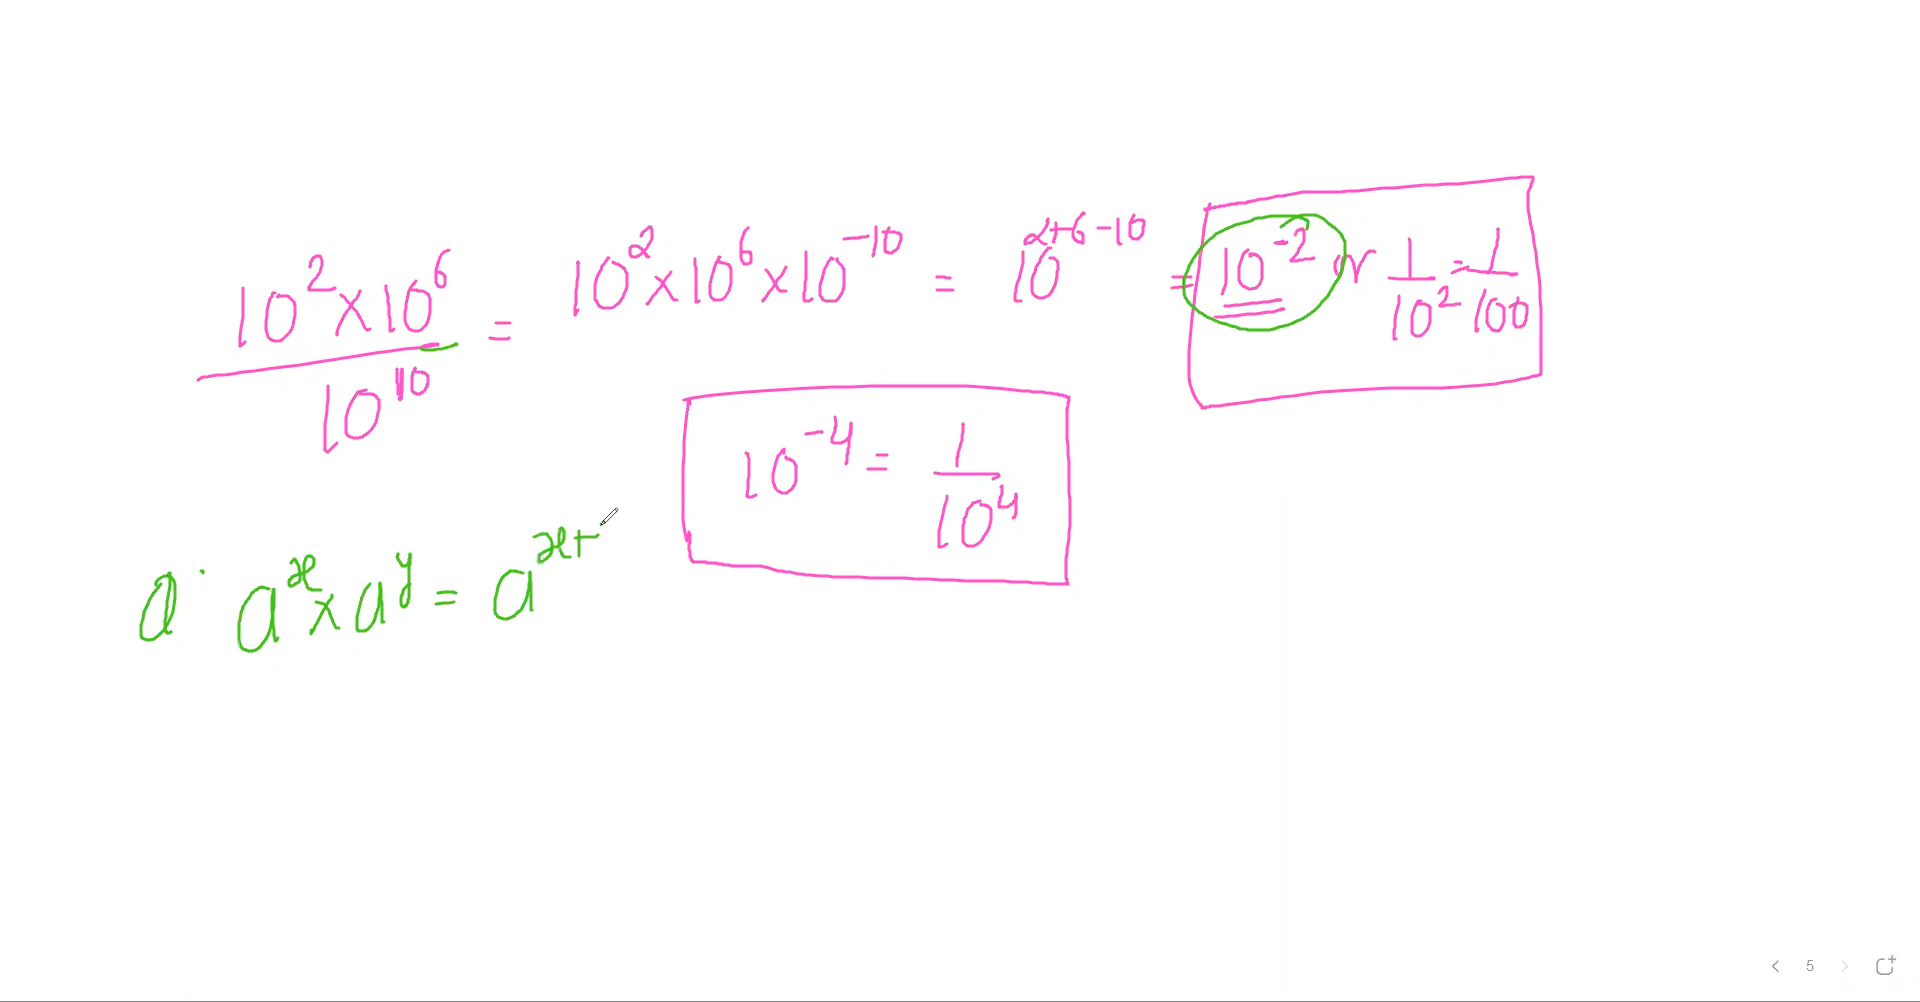 10² × 10⁶ / 10¹⁰ = 10² × 10⁶ × 10⁻¹⁰ = 10²⁺⁶⁻¹⁰ = 10⁻² or 1/10² = 1/100
10⁻⁴ = 1/10⁴
a · aˣ × aʸ = aˣ⁺
5